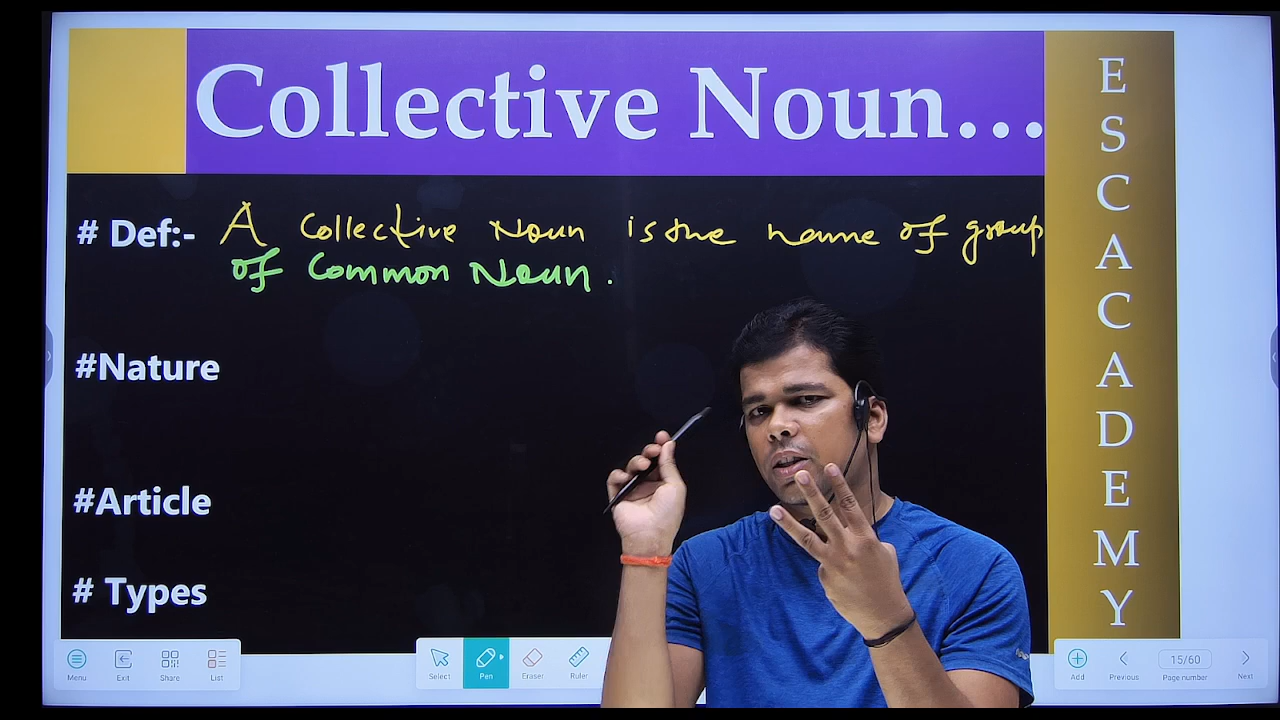 Collective Noun...
# Def:- A Collective Noun is the name of group
of Common Noun.
#Nature
#Article
# Types
E
S
C
A
C
A
D
E
M
Y
Menu
Exit
Share
List
Select
Pen
Eraser
Ruler
Add
Previous
15/60
Page number
Next